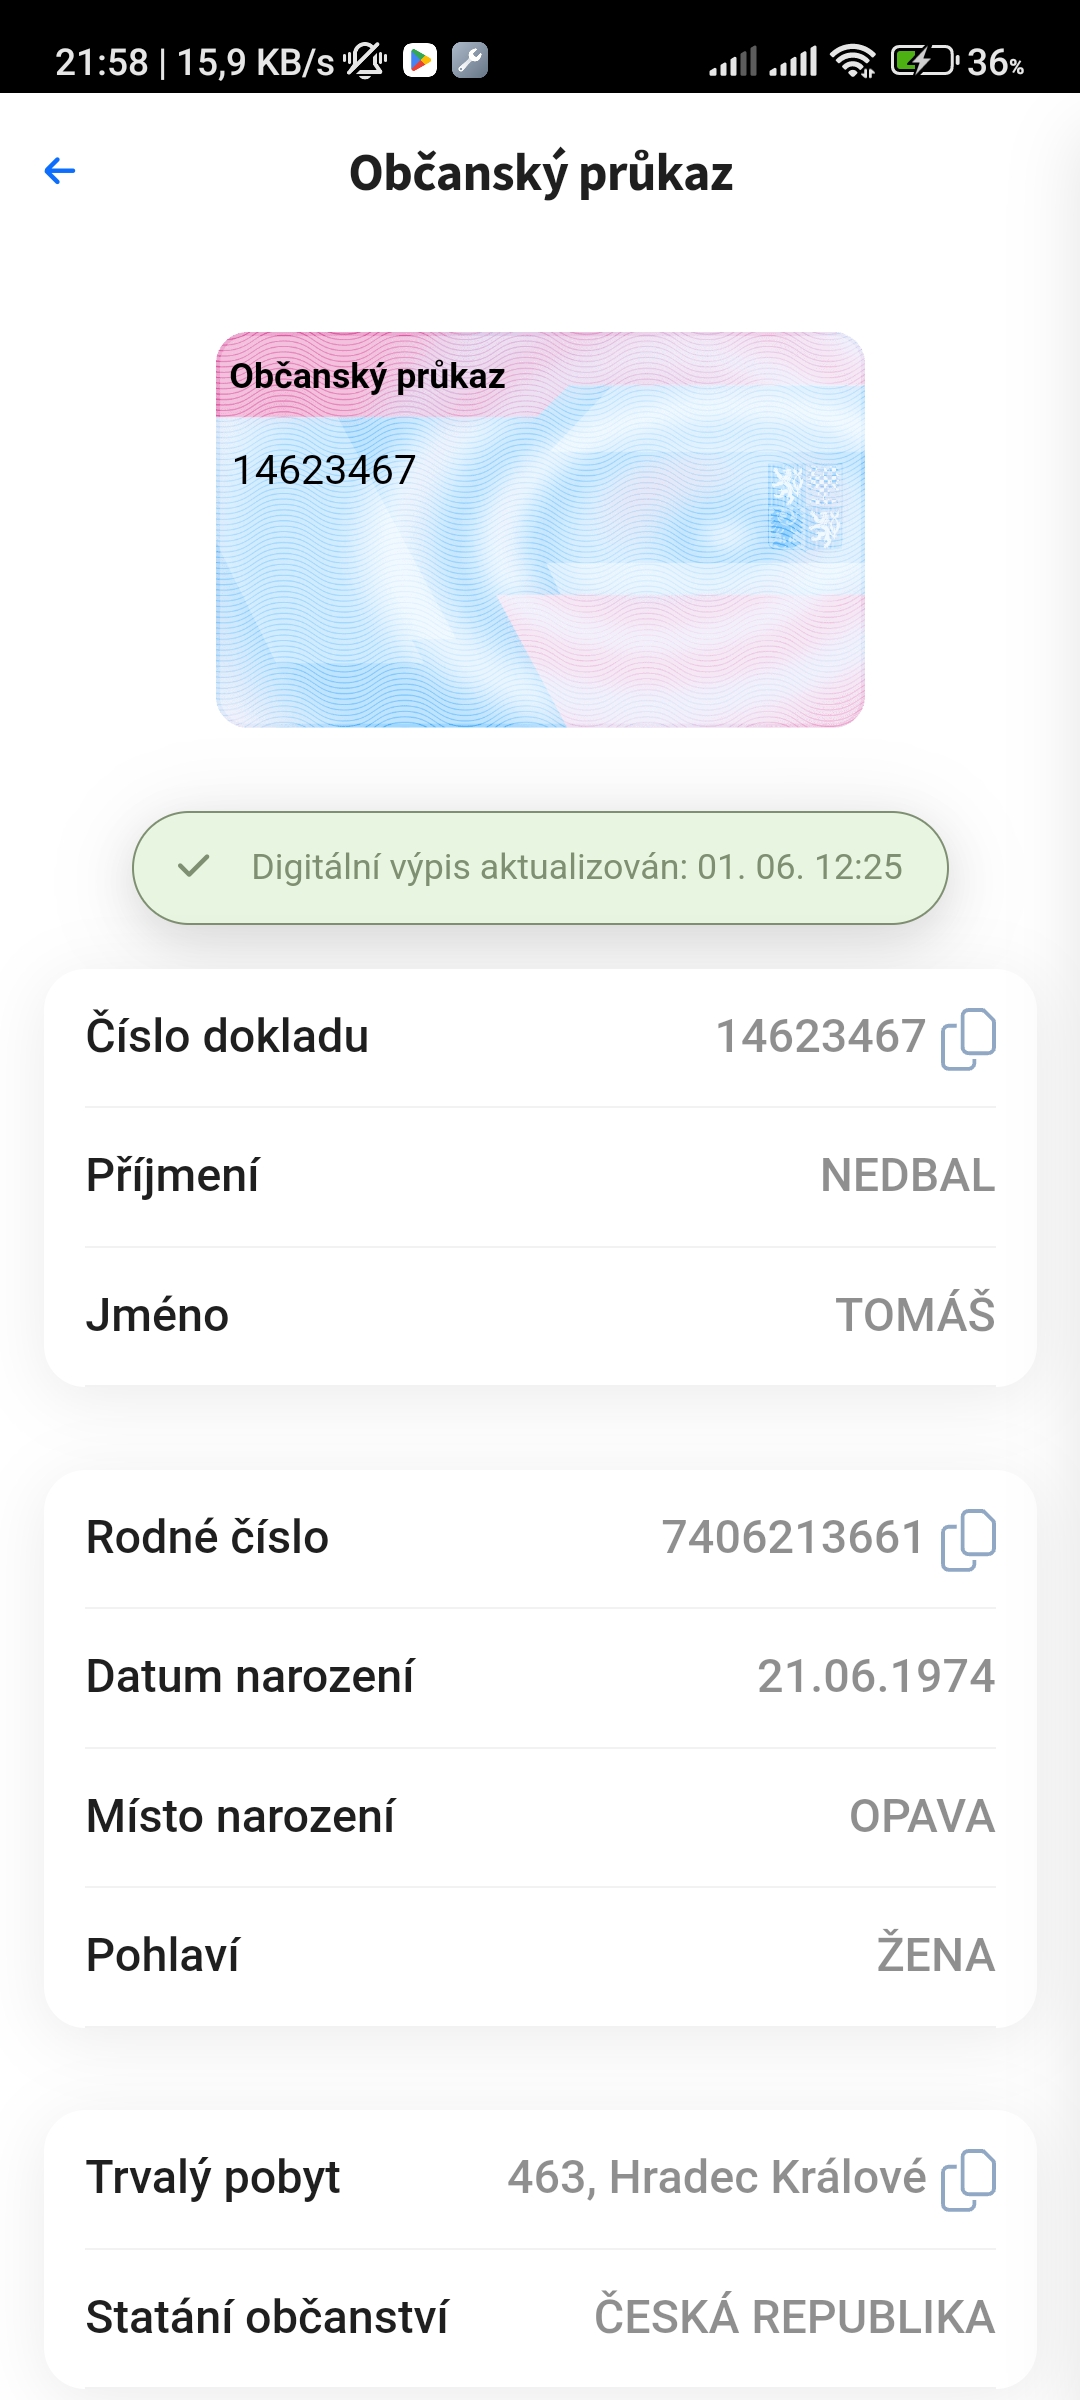 21:58 | 15,9 KB/s 36%
Občanský průkaz
Občanský průkaz
14623467
Digitální výpis aktualizován: 01. 06. 12:25
Číslo dokladu 14623467
Příjmení NEDBAL
Jméno TOMÁŠ
Rodné číslo 7406213661
Datum narození 21.06.1974
Místo narození OPAVA
Pohlaví ŽENA
Trvalý pobyt 463, Hradec Králové
Statání občanství ČESKÁ REPUBLIKA